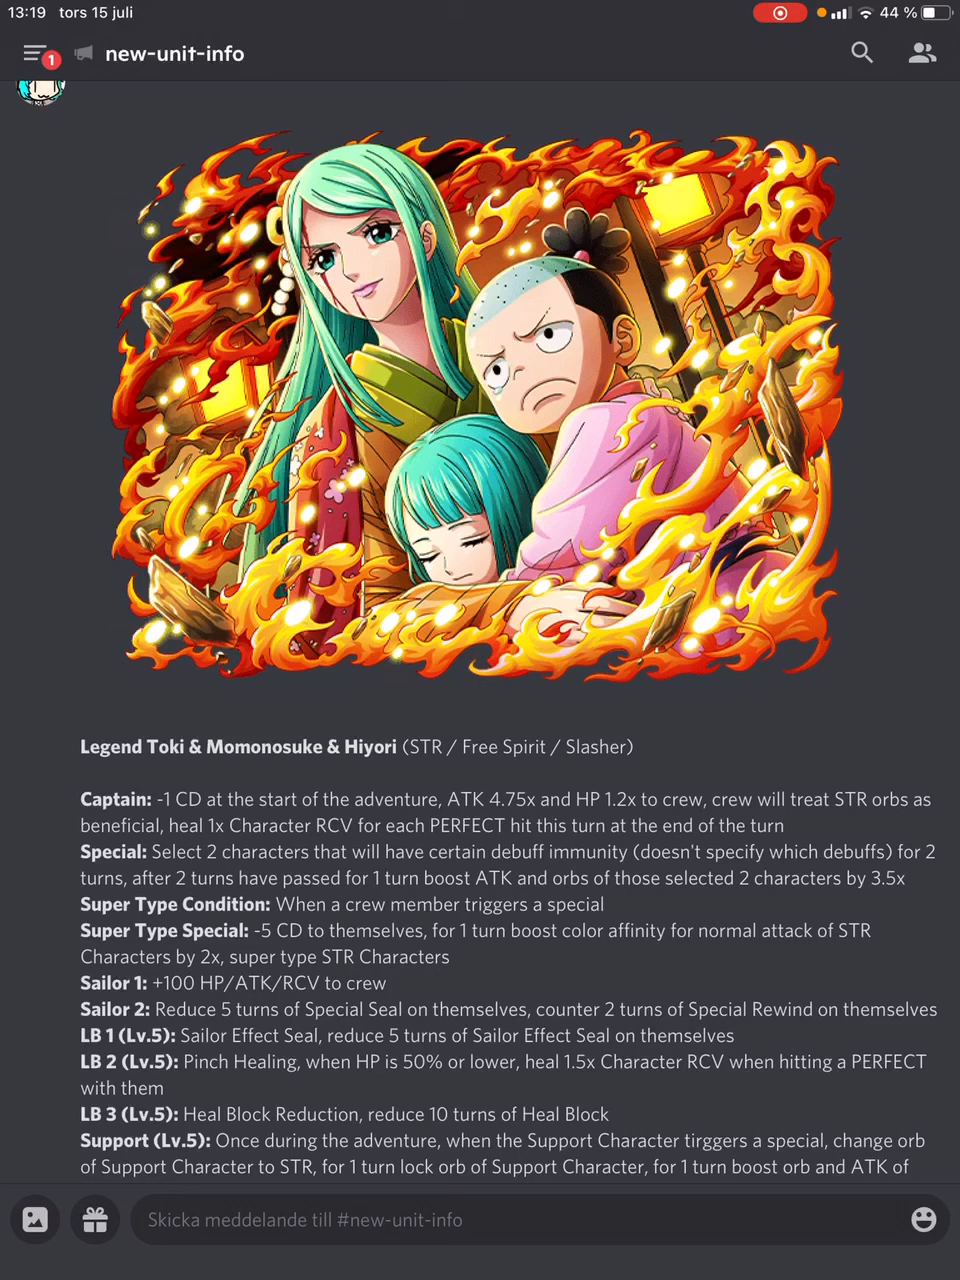 13:19 tors 15 juli
44 %
1
new-unit-info
Legend Toki & Momonosuke & Hiyori (STR / Free Spirit / Slasher)
Captain: -1 CD at the start of the adventure, ATK 4.75x and HP 1.2x to crew, crew will treat STR orbs as
beneficial, heal 1x Character RCV for each PERFECT hit this turn at the end of the turn
Special: Select 2 characters that will have certain debuff immunity (doesn't specify which debuffs) for 2
turns, after 2 turns have passed for 1 turn boost ATK and orbs of those selected 2 characters by 3.5x
Super Type Condition: When a crew member triggers a special
Super Type Special: -5 CD to themselves, for 1 turn boost color affinity for normal attack of STR
Characters by 2x, super type STR Characters
Sailor 1: +100 HP/ATK/RCV to crew
Sailor 2: Reduce 5 turns of Special Seal on themselves, counter 2 turns of Special Rewind on themselves
LB 1 (Lv.5): Sailor Effect Seal, reduce 5 turns of Sailor Effect Seal on themselves
LB 2 (Lv.5): Pinch Healing, when HP is 50% or lower, heal 1.5x Character RCV when hitting a PERFECT
with them
LB 3 (Lv.5): Heal Block Reduction, reduce 10 turns of Heal Block
Support (Lv.5): Once during the adventure, when the Support Character tirggers a special, change orb
of Support Character to STR, for 1 turn lock orb of Support Character, for 1 turn boost orb and ATK of
Skicka meddelande till #new-unit-info